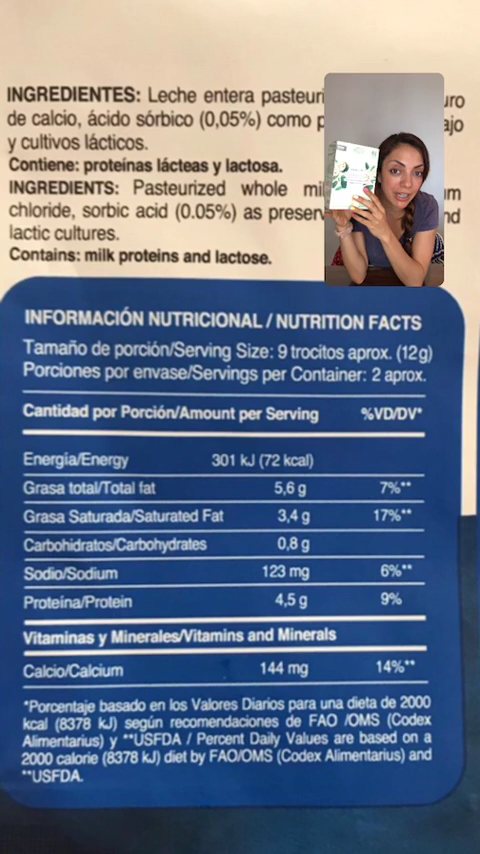 INGREDIENTES: Leche entera pasteuri
de calcio, ácido sórbico (0,05%) como
y cultivos lácticos.
Contiene: proteínas lácteas y lactosa.
INGREDIENTS: Pasteurized whole
chloride, sorbic acid (0.05%) as
lactic cultures.
Contains: milk proteins and lactose.
INFORMACIÓN NUTRICIONAL / NUTRITION FACTS
Tamaño de porción/Serving Size: 9 trocitos aprox. (12g)
Porciones por envase/Servings per Container: 2 aprox.
Cantidad por Porción/Amount per Serving %VD/DV*
Energía/Energy 301 kJ (72 kcal)
Grasa total/Total fat 5,6 g 7%**
Grasa Saturada/Saturated Fat 3,4 g 17%**
Carbohidratos/Carbohydrates 0,8 g
Sodio/Sodium 123 mg 6%**
Proteína/Protein 4,5 g 9%
Vitaminas y Minerales/Vitamins and Minerals
Calcio/Calcium 144 mg 14%**
*Porcentaje basado en los Valores Diarios para una dieta de 2000
kcal (8378 kJ) según recomendaciones de FAO /OMS (Codex
Alimentarius) y **USFDA / Percent Daily Values are based on a
2000 calorie (8378 kJ) diet by FAO/OMS (Codex Alimentarius) and
**USFDA.